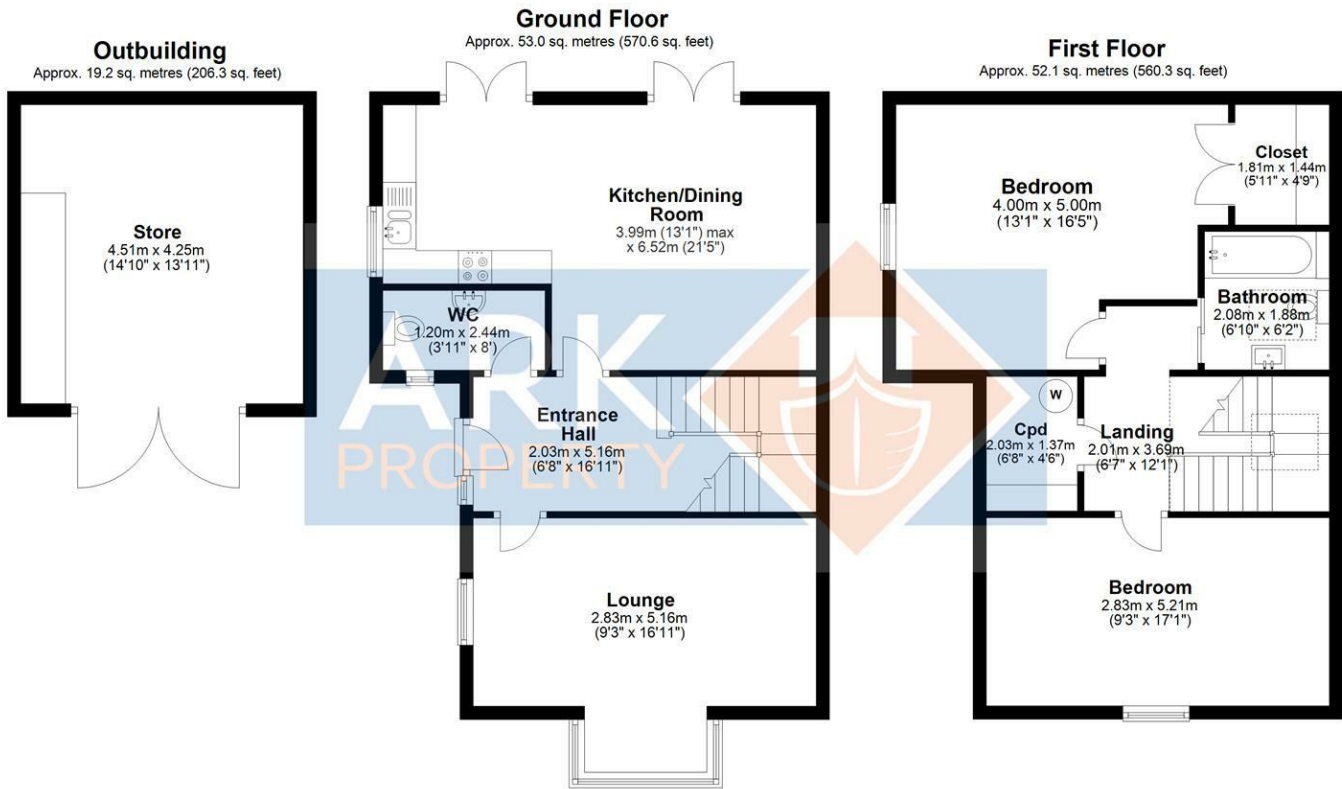 Outbuilding
Approx. 19.2 sq. metres (206.3 sq. feet)
Store
4.51m x 4.25m
(14'10" x 13'11")
Ground Floor
Approx. 53.0 sq. metres (570.6 sq. feet)
Kitchen/Dining
Room
3.99m (13'1") max
x 6.52m (21'5")
WC
1.20m x 2.44m
(3'11" x 8')
Entrance
Hall
2.03m x 5.16m
(6'8" x 16'11")
Lounge
2.83m x 5.16m
(9'3" x 16'11")
First Floor
Approx. 52.1 sq. metres (560.3 sq. feet)
Bedroom
4.00m x 5.00m
(13'1" x 16'5")
Closet
1.81m x 1.44m
(5'11" x 4'9")
Bathroom
2.08m x 1.88m
(6'10" x 6'2")
W
Cpd
2.03m x 1.37m
(6'8" x 4'6")
Landing
2.01m x 3.69m
(6'7" x 12'1")
Bedroom
2.83m x 5.21m
(9'3" x 17'1")
ARK
PROPERTY